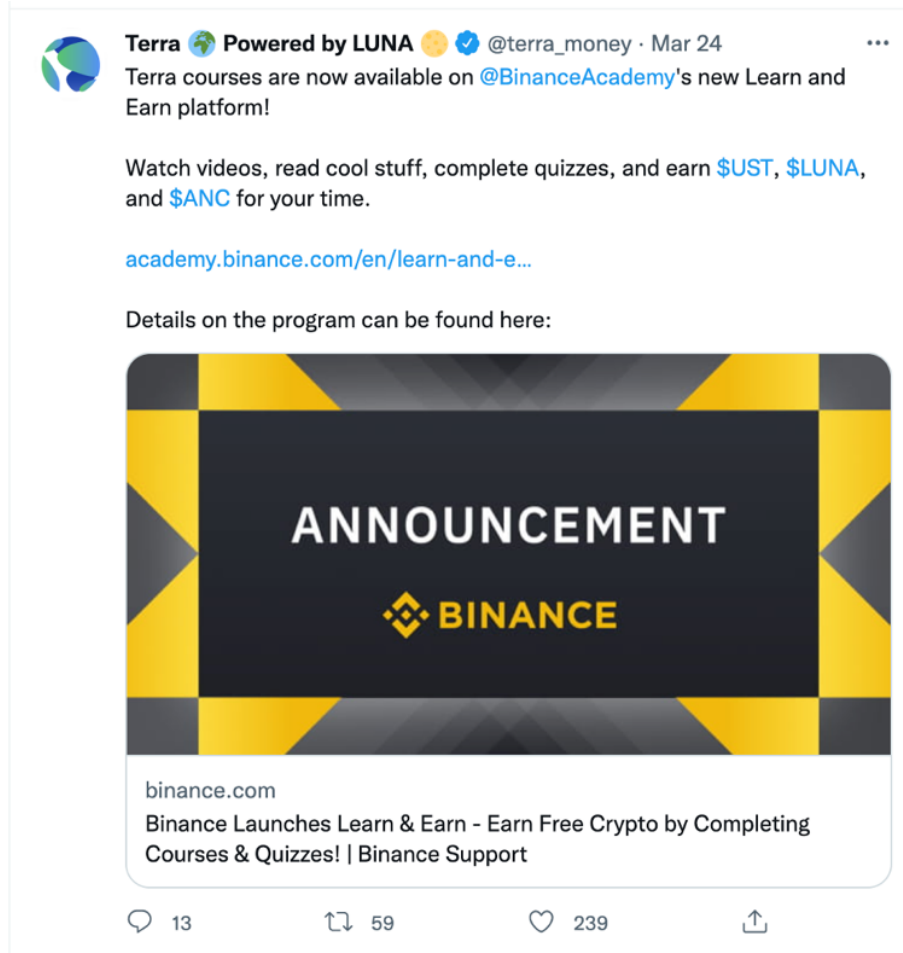 Terra 🌍 Powered by LUNA 🌕 @terra_money · Mar 24
Terra courses are now available on @BinanceAcademy's new Learn and
Earn platform!
Watch videos, read cool stuff, complete quizzes, and earn $UST, $LUNA,
and $ANC for your time.
academy.binance.com/en/learn-and-e...
Details on the program can be found here:
ANNOUNCEMENT
BINANCE
binance.com
Binance Launches Learn & Earn - Earn Free Crypto by Completing
Courses & Quizzes! | Binance Support
13 59 239